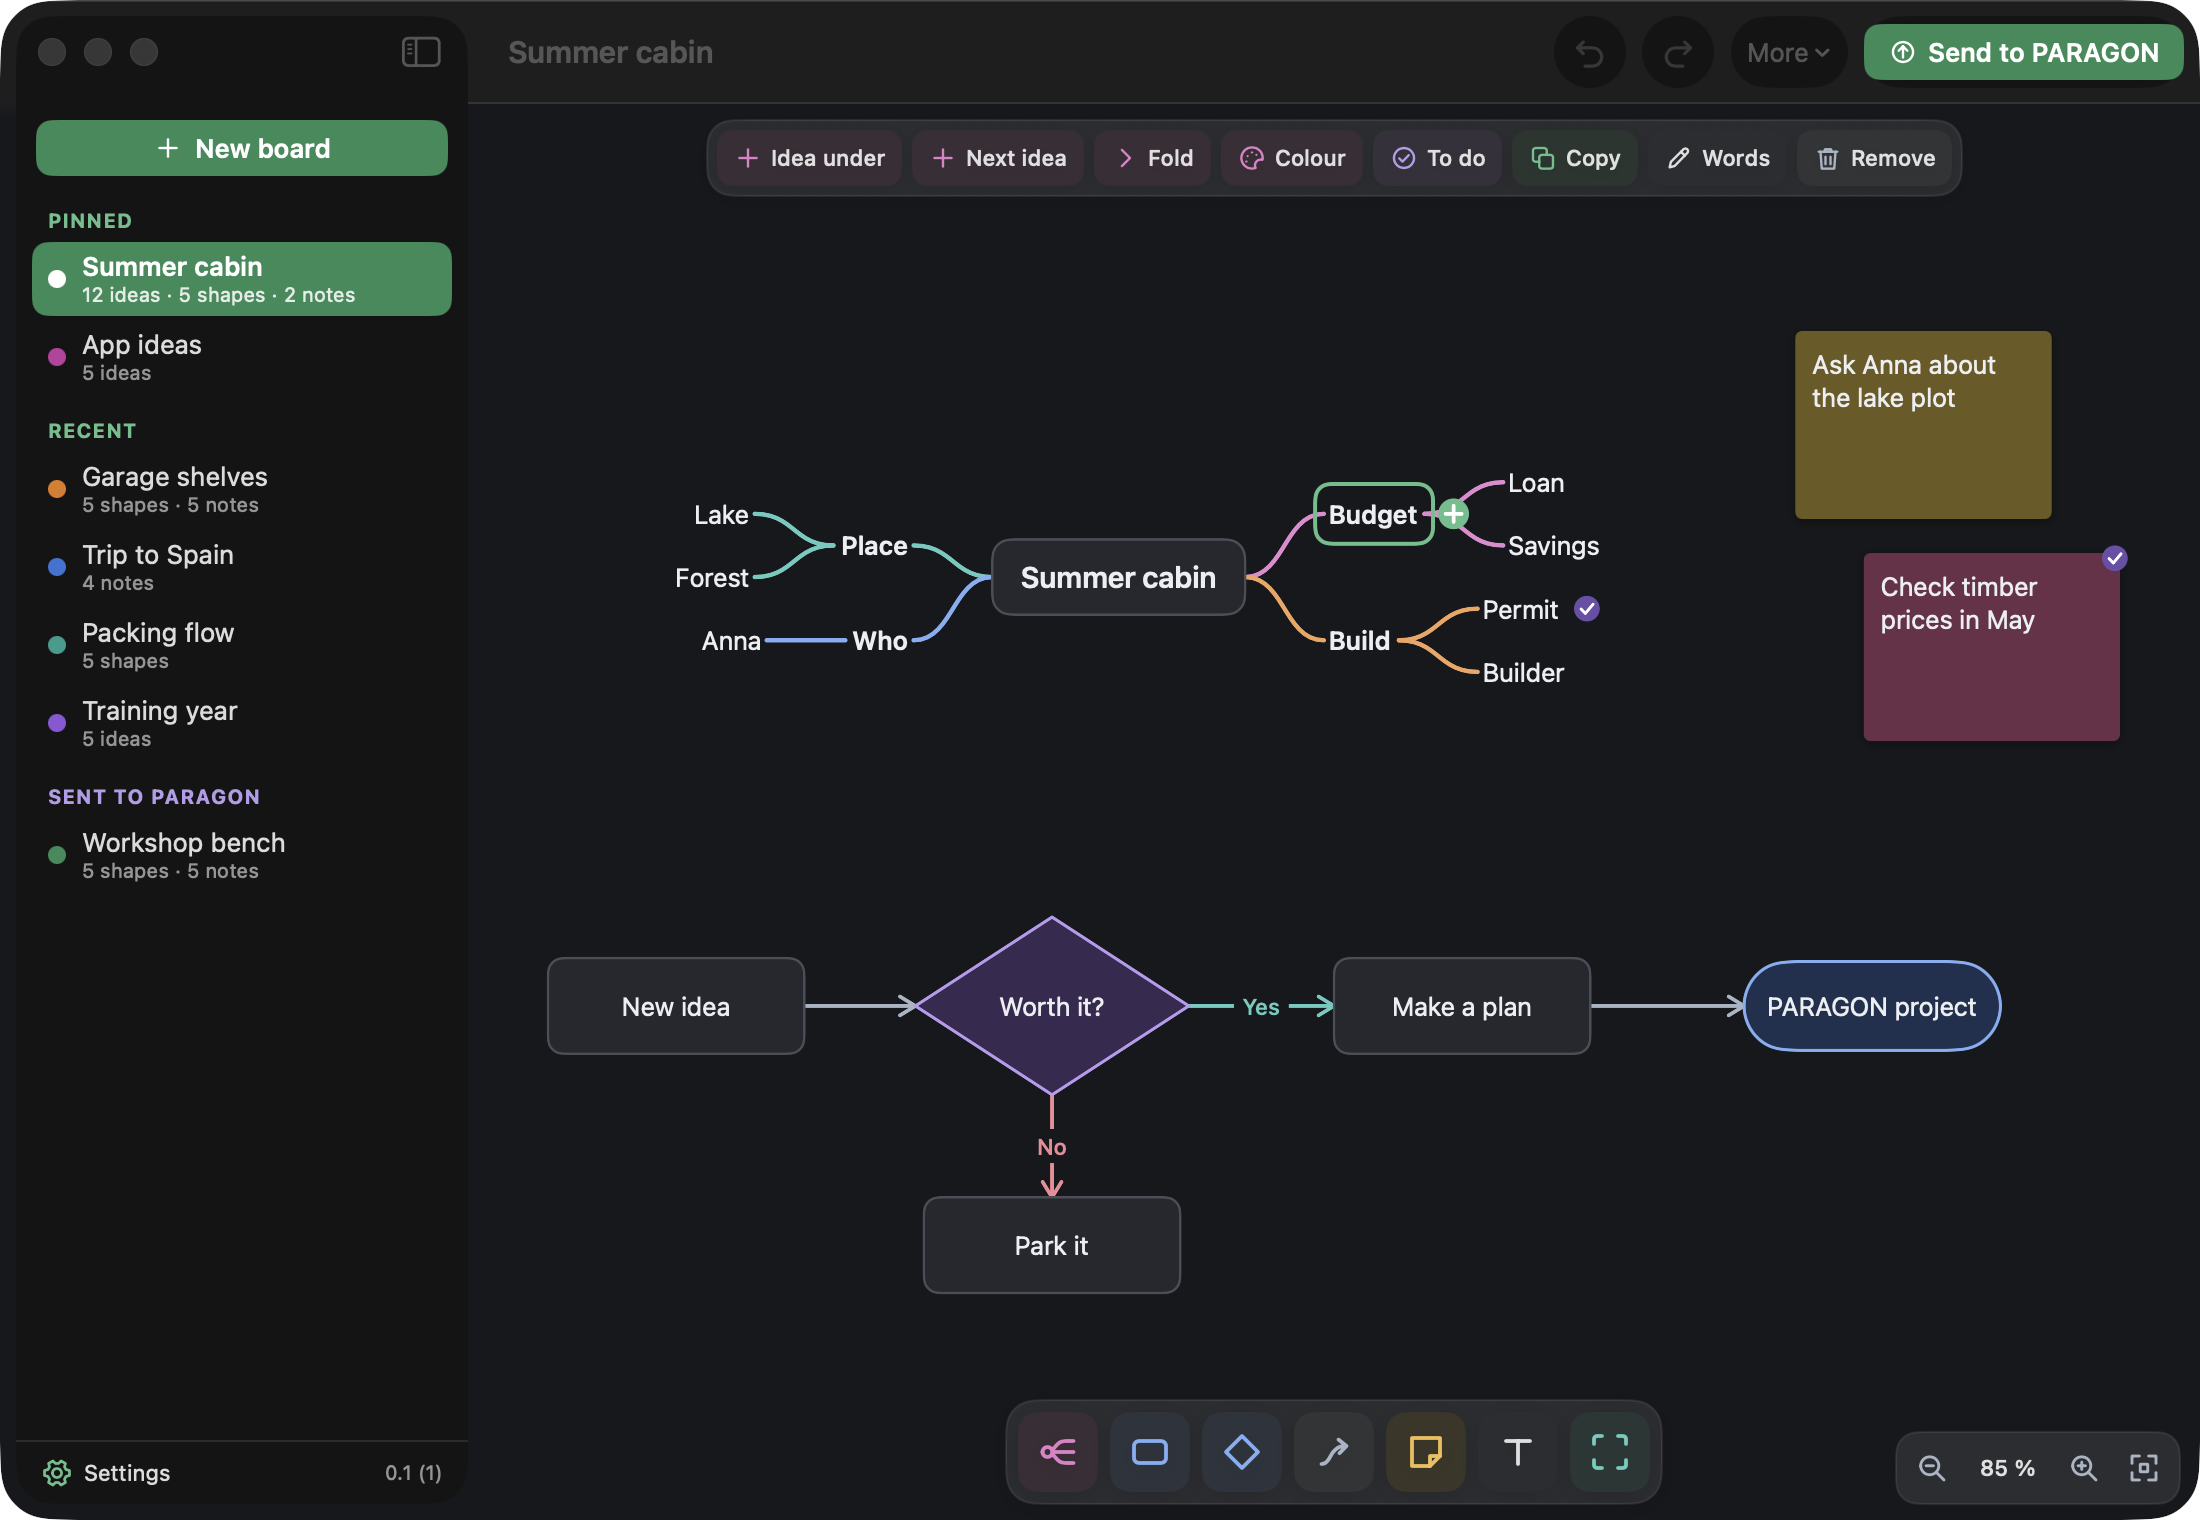 Summer cabin
More
Send to PARAGON
New board
PINNED
Summer cabin
12 ideas · 5 shapes · 2 notes
App ideas
5 ideas
RECENT
Garage shelves
5 shapes · 5 notes
Trip to Spain
4 notes
Packing flow
5 shapes
Training year
5 ideas
SENT TO PARAGON
Workshop bench
5 shapes · 5 notes
Settings
0.1 (1)
Idea under
Next idea
Fold
Colour
To do
Copy
Words
Remove
Ask Anna about
the lake plot
Check timber
prices in May
Lake
Forest
Place
Anna
Who
Summer cabin
Budget
Loan
Savings
Build
Permit
Builder
New idea
Worth it?
Yes
Make a plan
PARAGON project
No
Park it
T
85 %